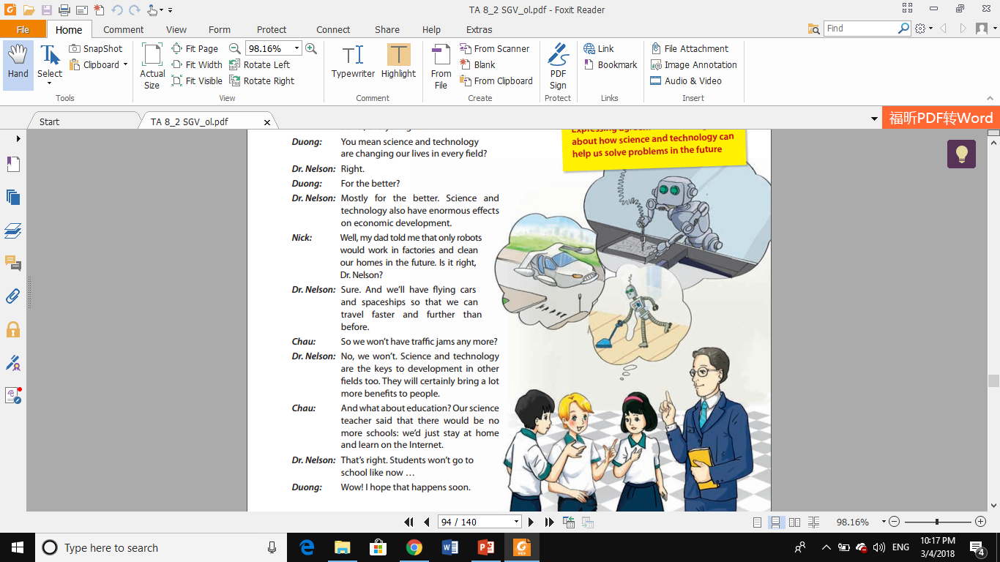 TA 8_2 SGV_ol.pdf - Foxit Reader
File Home Comment View Form Protect Connect Share Help Extras
Find
Hand
Select
SnapShot
Clipboard
Actual Size
Fit Page
Fit Width
Fit Visible
98.16%
Rotate Left
Rotate Right
Typewriter
Highlight
From File
From Scanner
Blank
From Clipboard
PDF Sign
Link
Bookmark
File Attachment
Image Annotation
Audio & Video
Tools View Comment Create Protect Links Insert
Start
TA 8_2 SGV_ol.pdf
福昕PDF转Word
Duong: You mean science and technology
are changing our lives in every field?
Dr. Nelson: Right.
Duong: For the better?
Dr. Nelson: Mostly for the better. Science and
technology also have enormous effects
on economic development.
Nick: Well, my dad told me that only robots
would work in factories and clean
our homes in the future. Is it right,
Dr. Nelson?
Dr. Nelson: Sure. And we'll have flying cars
and spaceships so that we can
travel faster and further than
before.
Chau: So we won't have traffic jams any more?
Dr. Nelson: No, we won't. Science and technology
are the keys to development in other
fields too. They will certainly bring a lot
more benefits to people.
Chau: And what about education? Our science
teacher said that there would be no
more schools: we'd just stay at home
and learn on the Internet.
Dr. Nelson: That's right. Students won't go to
school like now …
Duong: Wow! I hope that happens soon.
about how science and technology can
help us solve problems in the future
94 / 140
98.16%
Type here to search
ENG
10:17 PM
3/4/2018
4